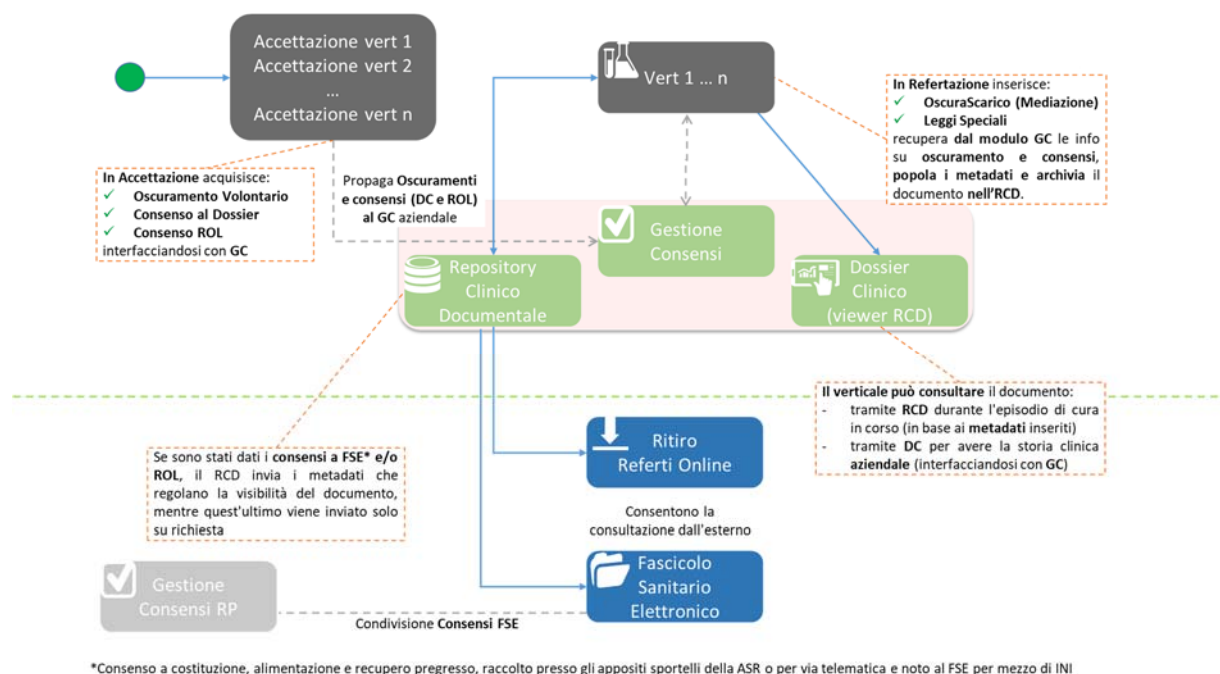 Accettazione vert 1
Accettazione vert 2
...
Accettazione vert n
Vert 1 ... n
In Refertazione inserisce:
✓ OscuraScarico (Mediazione)
✓ Leggi Speciali
recupera dal modulo GC le info
su oscuramento e consensi,
popola i metadati e archivia il
documento nell'RCD.
In Accettazione acquisisce:
✓ Oscuramento Volontario
✓ Consenso al Dossier
✓ Consenso ROL
interfacciandosi con GC
Propaga Oscuramenti
e consensi (DC e ROL)
al GC aziendale
Gestione
Consensi
Repository
Clinico
Documentale
Dossier
Clinico
(viewer RCD)
Il verticale può consultare il documento:
- tramite RCD durante l'episodio di cura
in corso (in base ai metadati inseriti)
- tramite DC per avere la storia clinica
aziendale (interfacciandosi con GC)
Se sono stati dati i consensi a FSE* e/o
ROL, il RCD invia i metadati che
regolano la visibilità del documento,
mentre quest'ultimo viene inviato solo
su richiesta
Ritiro
Referti Online
Consentono la
consultazione dall'esterno
Fascicolo
Sanitario
Elettronico
Gestione
Consensi RP
Condivisione Consensi FSE
*Consenso a costituzione, alimentazione e recupero pregresso, raccolto presso gli appositi sportelli della ASR o per via telematica e noto al FSE per mezzo di INI